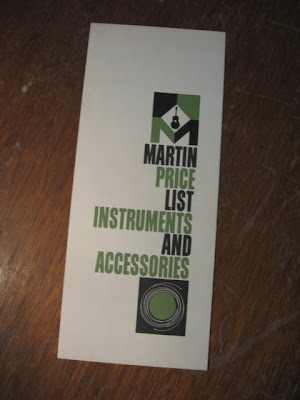 MARTIN
PRICE
LIST
INSTRUMENTS
AND
ACCESSORIES